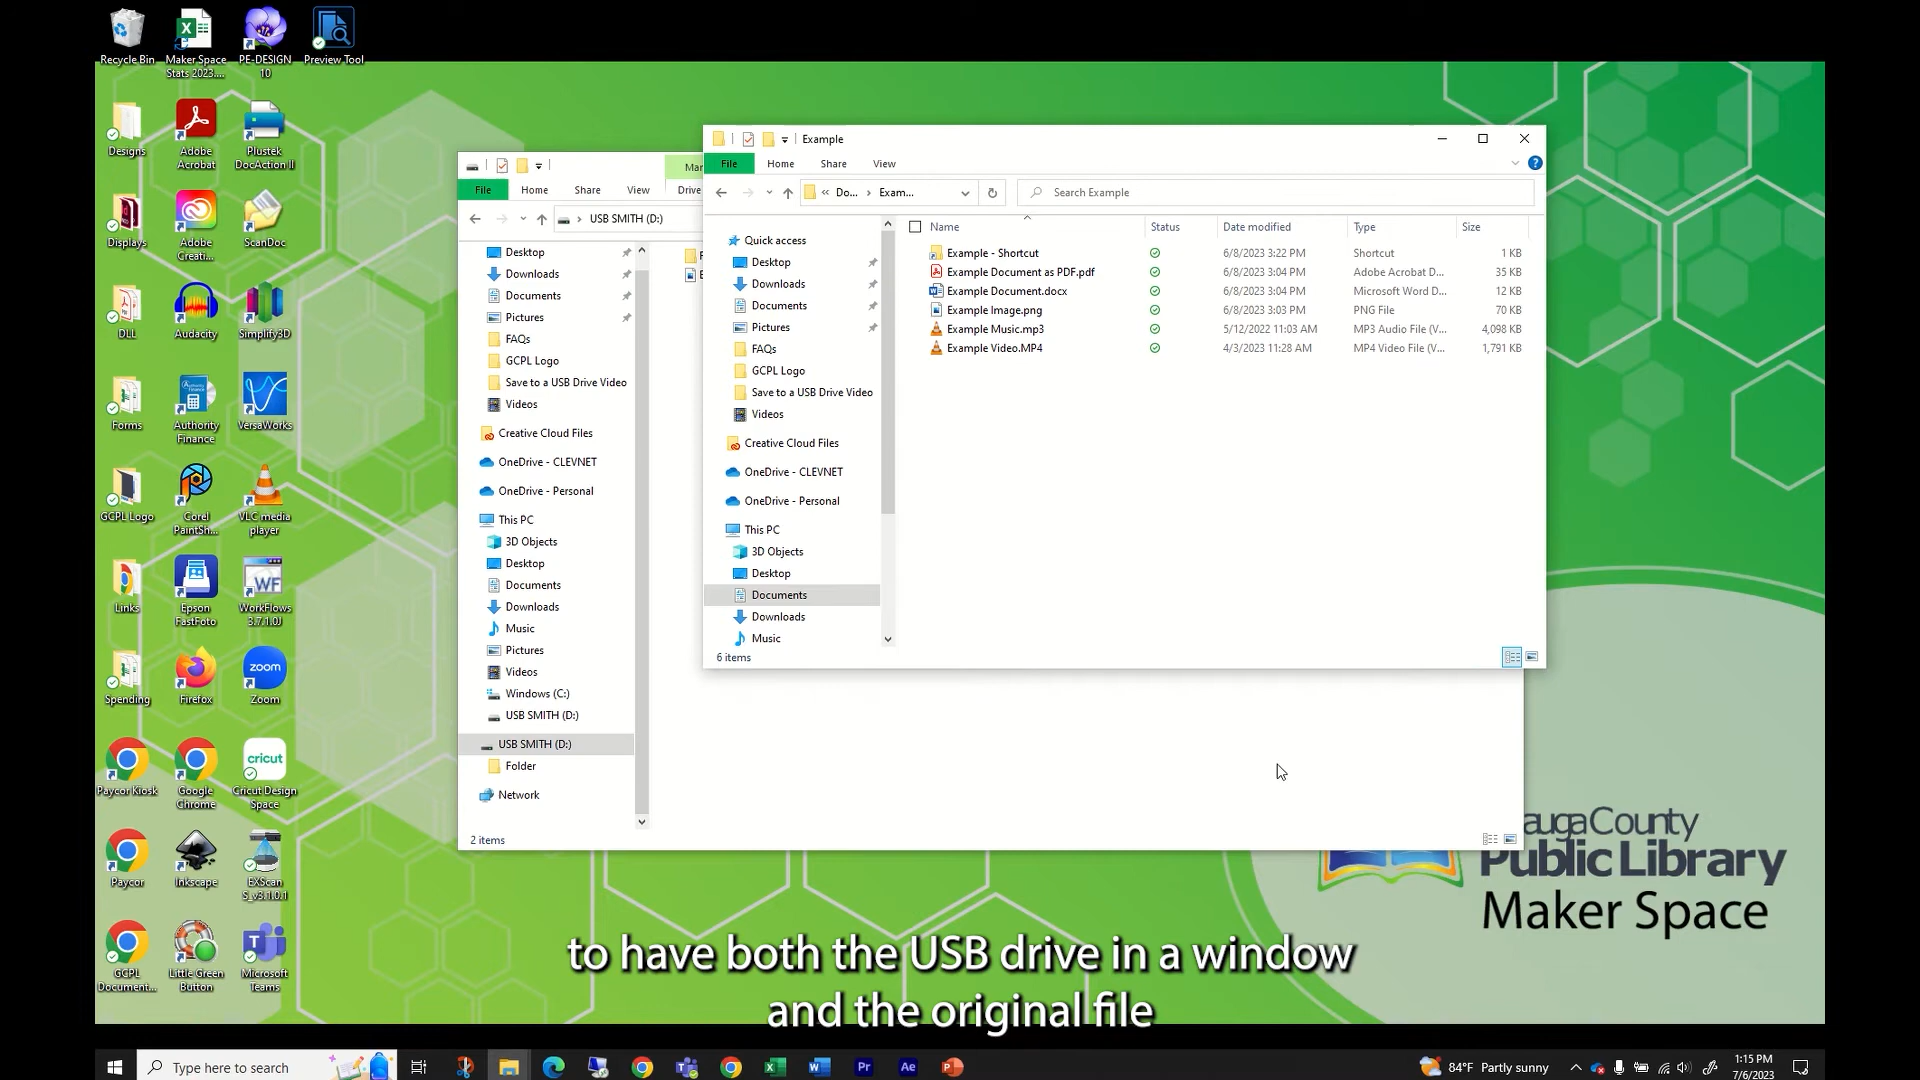 Recycle Bin
Maker Space
Stats 2023....
PE-DESIGN
10
Preview Tool
Designs
Adobe
Acrobat
Plustek
DocAction II
Displays
Adobe
Creati...
ScanDoc
DLL
Audacity
Simplify3D
Forms
Authority
Finance
VersaWorks
GCPL Logo
Corel
PaintSh...
VLC media
player
Links
Epson
FastFoto
WorkFlows
3.7.1.0J
Spending
Firefox
zoom
Zoom
Paycor Kiosk
Google
Chrome
cricut
Cricut Design
Space
Paycor
Inkscape
EXScan
S_v3.1.0.1
GCPL
Document...
Little Green
Button
Microsoft
Teams
File
Home
Share
View
Drive
USB SMITH (D:)
Desktop
Downloads
Documents
Pictures
FAQs
GCPL Logo
Save to a USB Drive Video
Videos
Creative Cloud Files
OneDrive - CLEVNET
OneDrive - Personal
This PC
3D Objects
Desktop
Documents
Downloads
Music
Pictures
Videos
Windows (C:)
USB SMITH (D:)
USB SMITH (D:)
Folder
Network
2 items
Example
File Home Share View
« Do... › Exam...
Search Example
Quick access
Desktop
Downloads
Documents
Pictures
FAQs
GCPL Logo
Save to a USB Drive Video
Videos
Creative Cloud Files
OneDrive - CLEVNET
OneDrive - Personal
This PC
3D Objects
Desktop
Documents
Downloads
Music
6 items
Name Status Date modified Type Size
Example - Shortcut 6/8/2023 3:22 PM Shortcut 1 KB
Example Document as PDF.pdf 6/8/2023 3:04 PM Adobe Acrobat D... 35 KB
Example Document.docx 6/8/2023 3:04 PM Microsoft Word D... 12 KB
Example Image.png 6/8/2023 3:03 PM PNG File 70 KB
Example Music.mp3 5/12/2022 11:03 AM MP3 Audio File (V... 4,098 KB
Example Video.MP4 4/3/2023 11:28 AM MP4 Video File (V... 1,791 KB
auga County
Public Library
Maker Space
to have both the USB drive in a window
and the original file
Type here to search
84°F Partly sunny
1:15 PM
7/6/2023